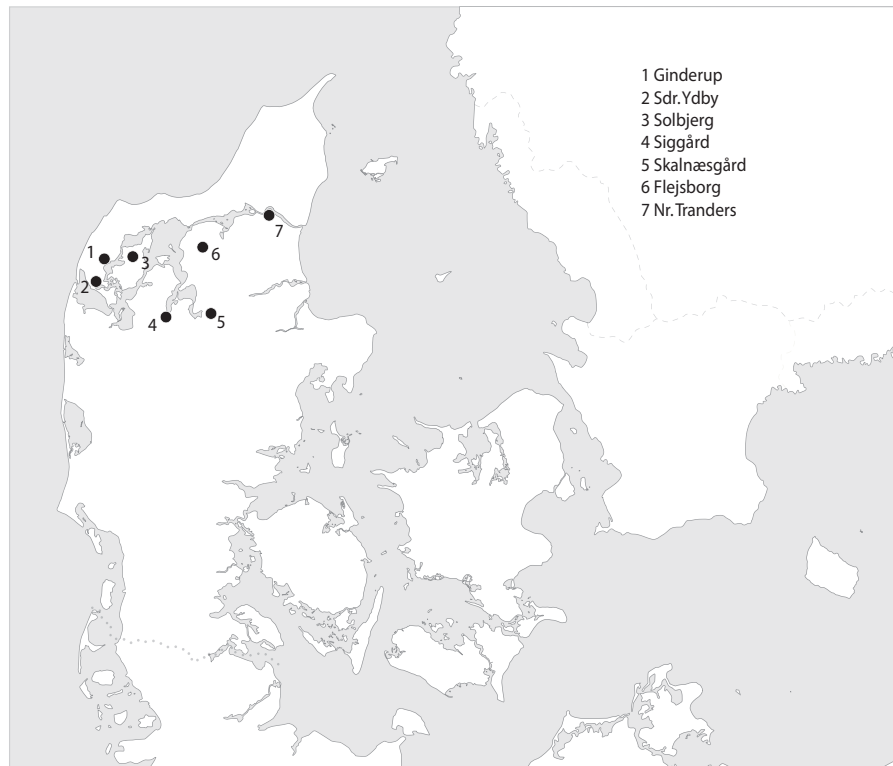 1 Ginderup
2 Sdr. Ydby
3 Solbjerg
4 Siggård
5 Skalnæsgård
6 Flejsborg
7 Nr. Tranders
7
6
1
3
2
4
5